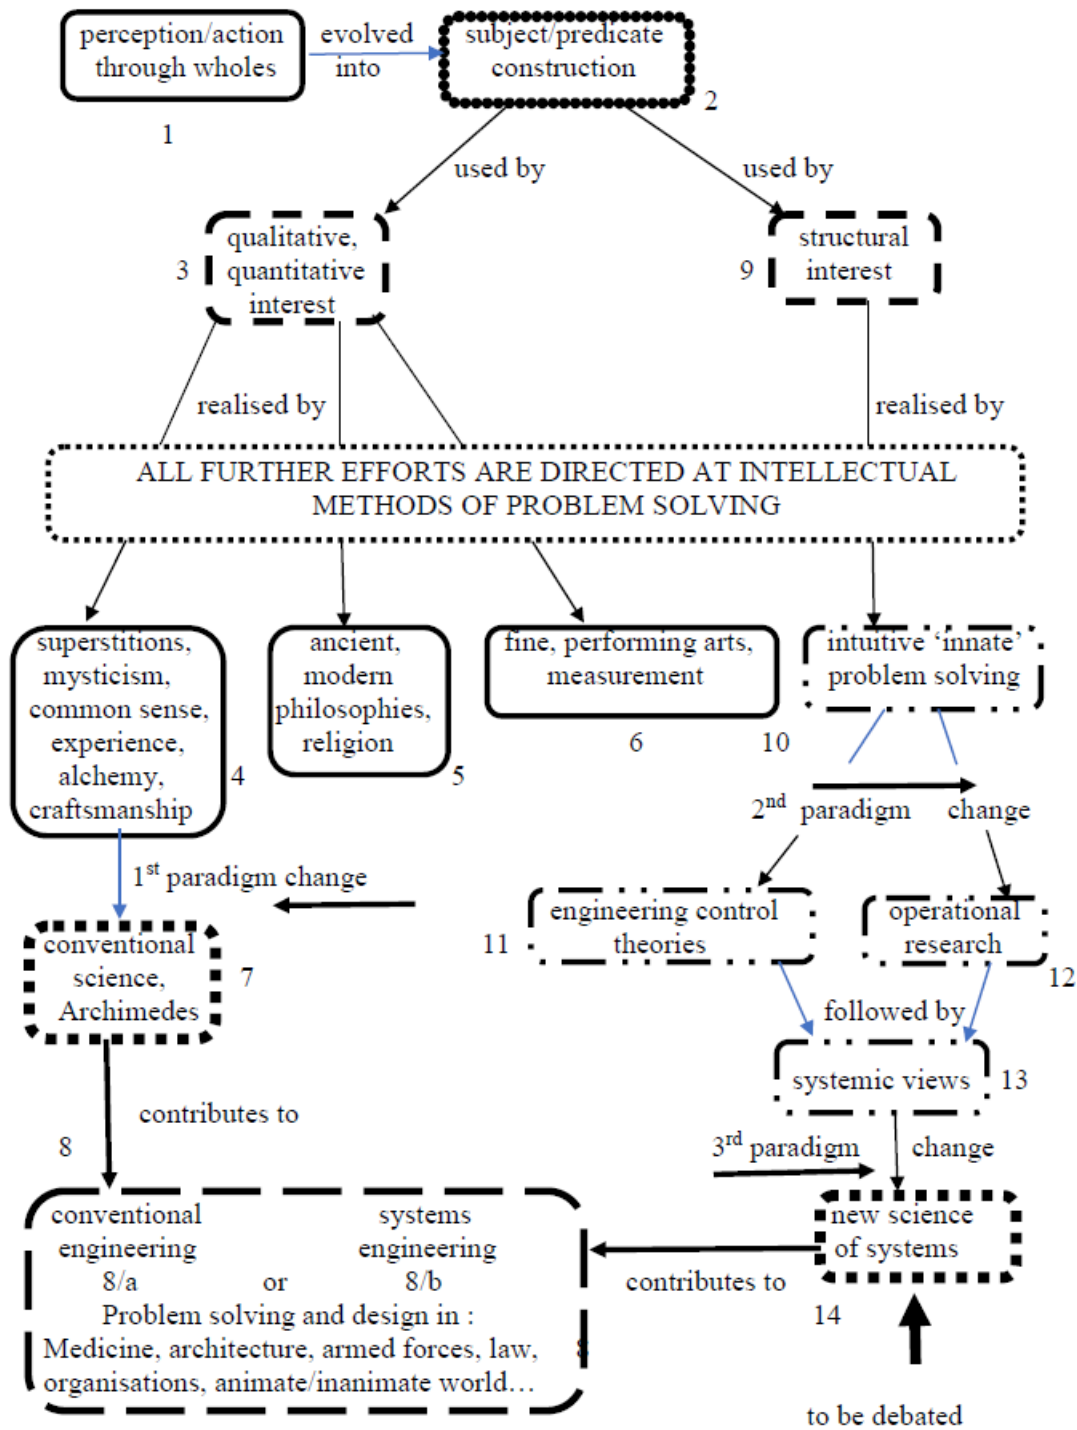 perception/action
through wholes
evolved
into
subject/predicate
construction
1
2
used by
used by
qualitative,
quantitative
interest
3
structural
interest
9
realised by
realised by
ALL FURTHER EFFORTS ARE DIRECTED AT INTELLECTUAL
METHODS OF PROBLEM SOLVING
superstitions,
mysticism,
common sense,
experience,
alchemy,
craftsmanship
4
ancient,
modern
philosophies,
religion
5
fine, performing arts,
measurement
6
intuitive ‘innate’
problem solving
10
2nd paradigm change
1st paradigm change
conventional
science,
Archimedes
7
engineering control
theories
11
operational
research
12
followed by
systemic views
13
contributes to
8
3rd paradigm change
new science
of systems
14
contributes to
conventional
engineering
8/a
or
systems
engineering
8/b
Problem solving and design in :
Medicine, architecture, armed forces, law,
organisations, animate/inanimate world…
8
to be debated